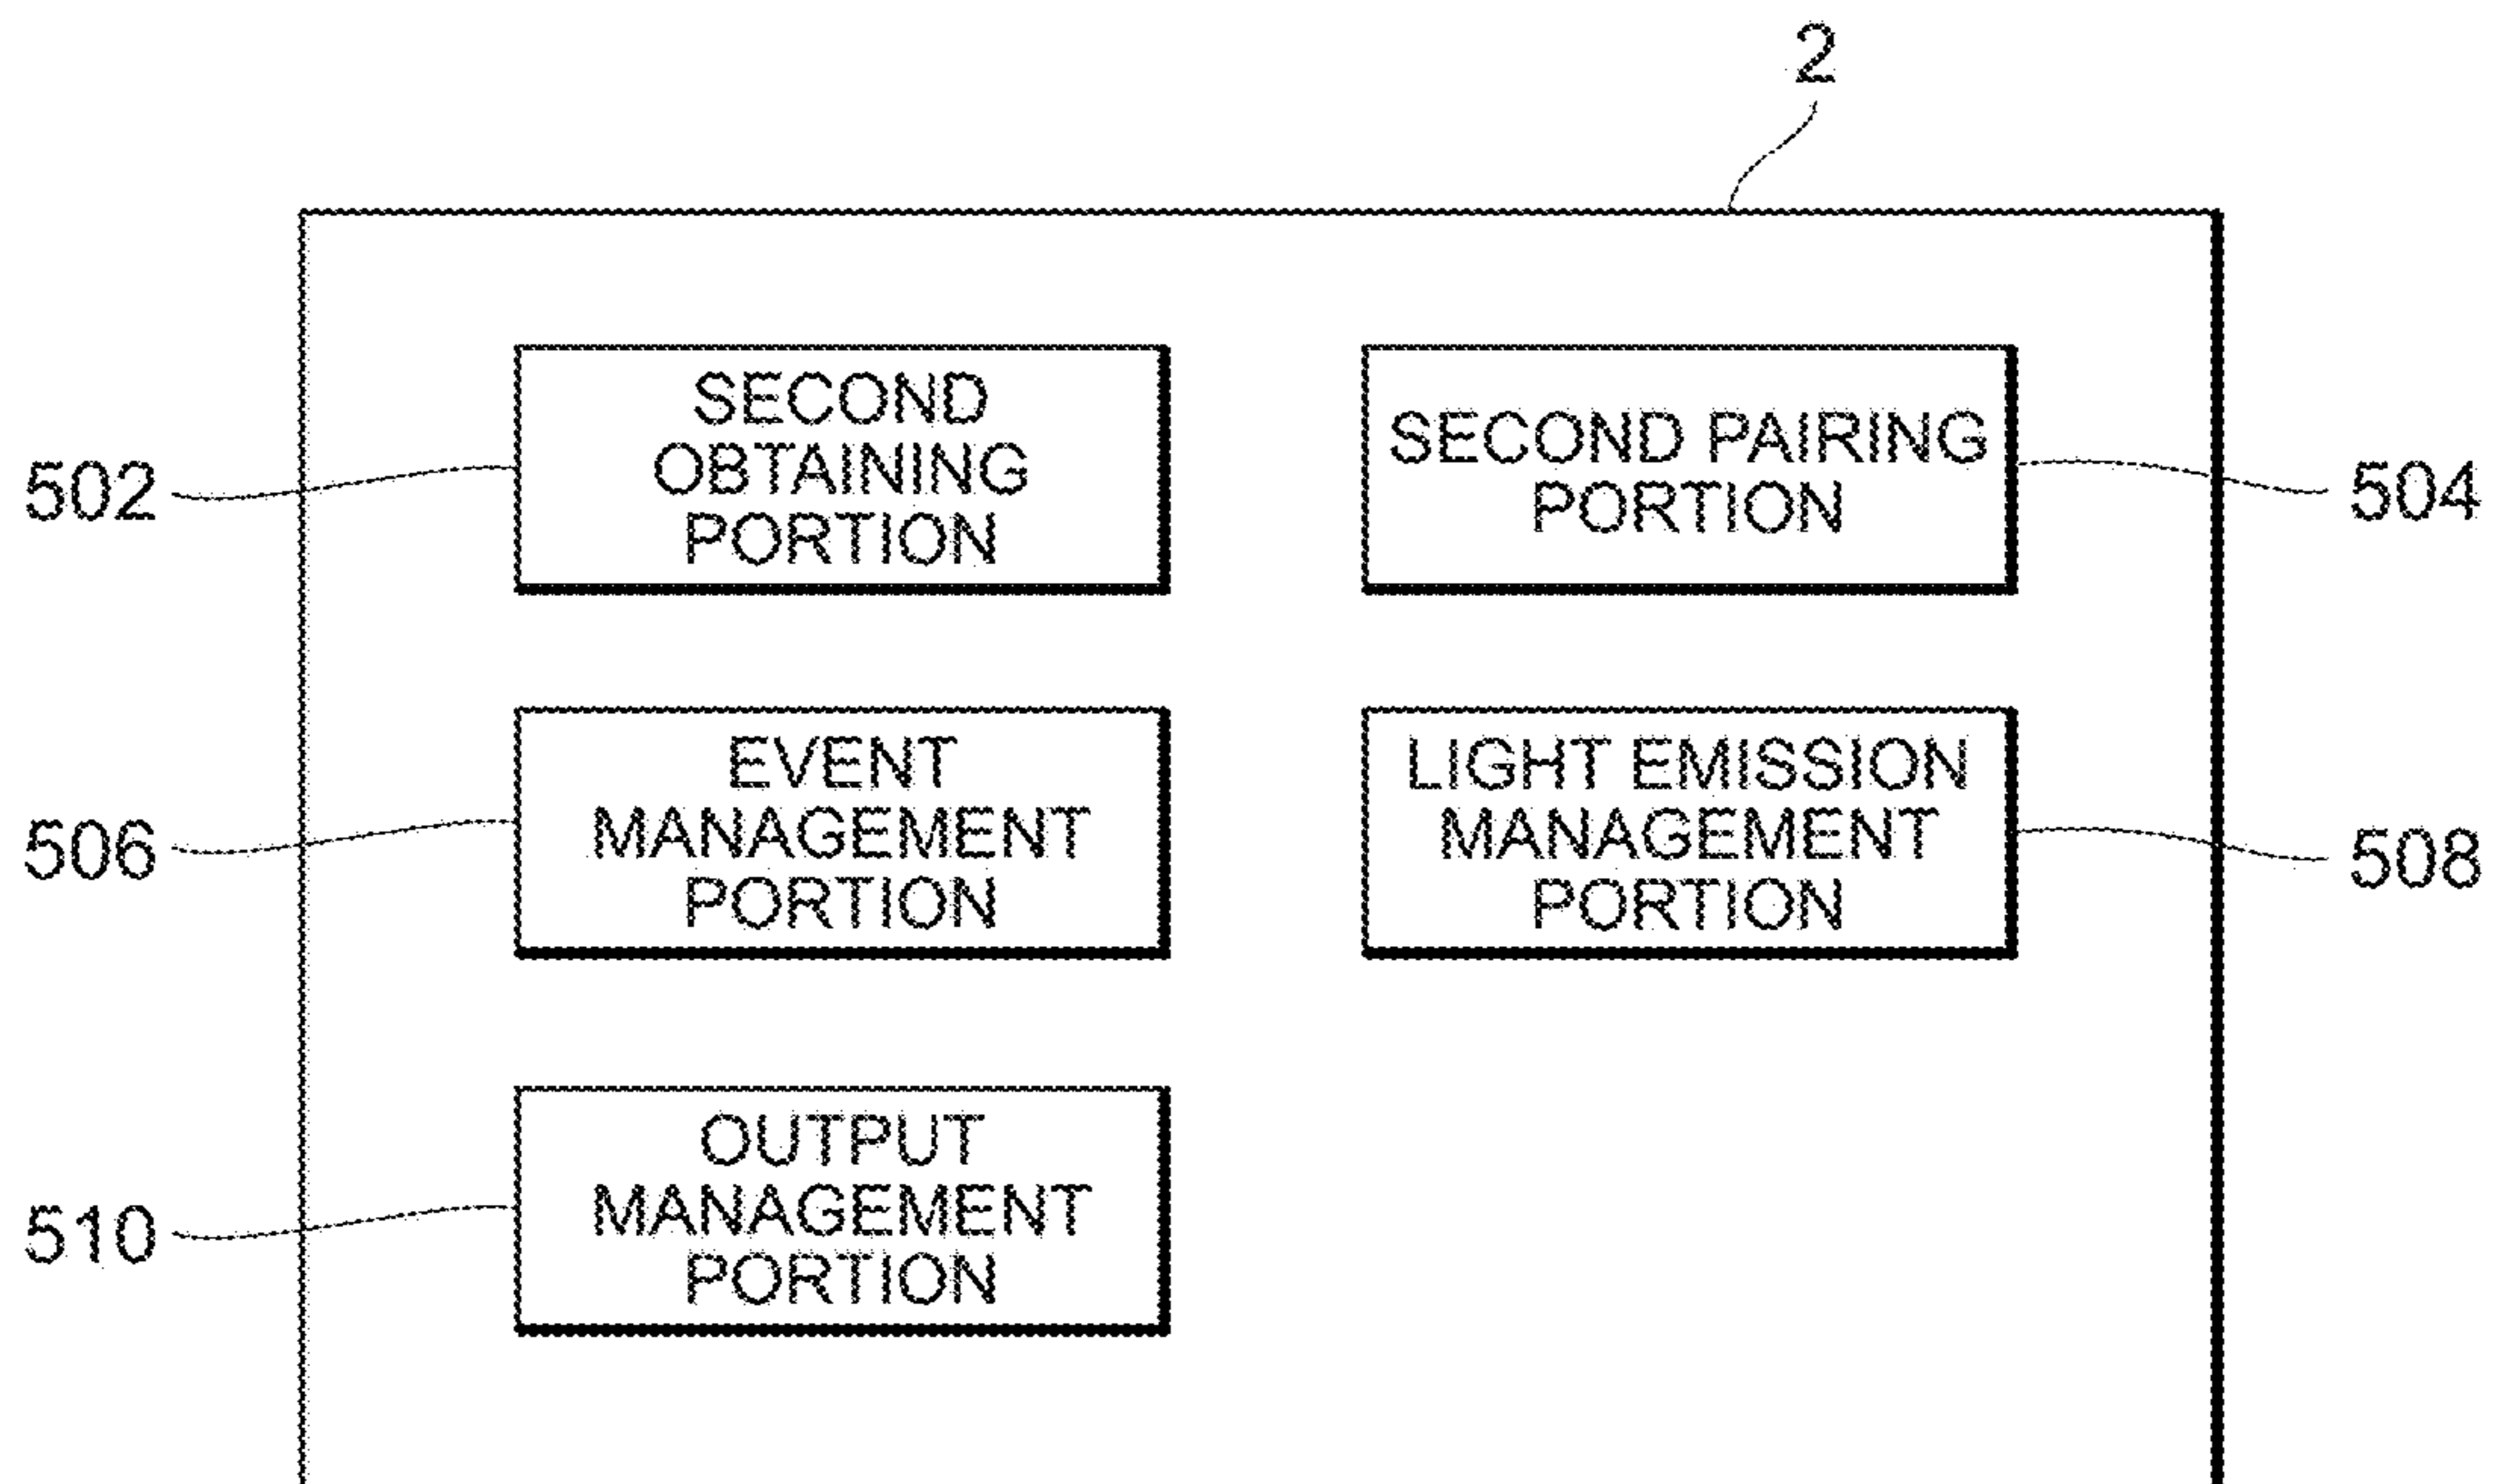 2
SECOND
OBTAINING
PORTION
502
SECOND PAIRING
PORTION
504
EVENT
MANAGEMENT
PORTION
506
LIGHT EMISSION
MANAGEMENT
PORTION
508
OUTPUT
MANAGEMENT
PORTION
510